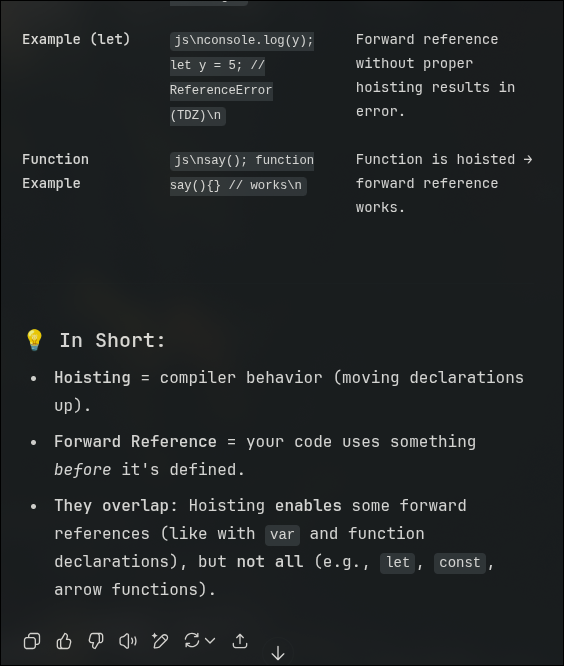 Example (let)
js\nconsole.log(y);
let y = 5; //
ReferenceError
(TDZ)\n
Forward reference
without proper
hoisting results in
error.
Function
Example
js\nsay(); function
say(){} // works\n
Function is hoisted →
forward reference
works.
💡 In Short:
• Hoisting = compiler behavior (moving declarations
up).
• Forward Reference = your code uses something
before it's defined.
• They overlap: Hoisting enables some forward
references (like with var and function
declarations), but not all (e.g., let, const,
arrow functions).